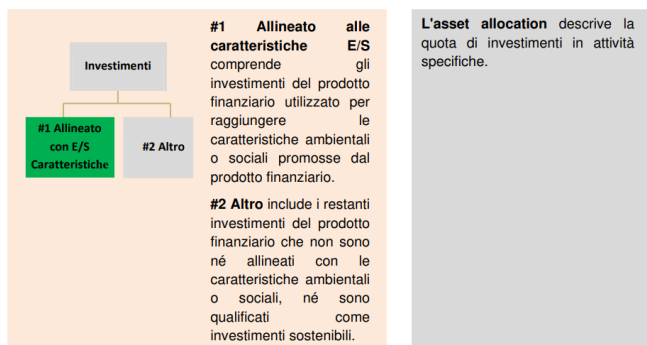 Investimenti
#1 Allineato
con E/S
Caratteristiche
#2 Altro
#1 Allineato alle
caratteristiche E/S
comprende gli
investimenti del prodotto
finanziario utilizzato per
raggiungere le
caratteristiche ambientali
o sociali promosse dal
prodotto finanziario.
#2 Altro include i restanti
investimenti del prodotto
finanziario che non sono
né allineati con le
caratteristiche ambientali
o sociali, né sono
qualificati come
investimenti sostenibili.
L'asset allocation descrive la
quota di investimenti in attività
specifiche.